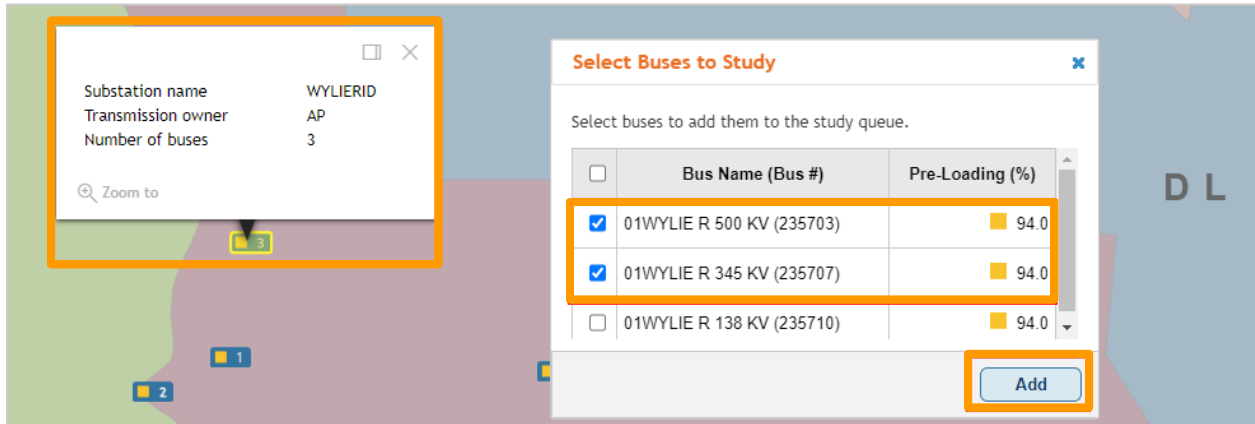 Substation name WYLIERID
Transmission owner AP
Number of buses 3
Zoom to
3
1
2
Select Buses to Study
Select buses to add them to the study queue.
Bus Name (Bus #) Pre-Loading (%)
01WYLIE R 500 KV (235703) 94.0
01WYLIE R 345 KV (235707) 94.0
01WYLIE R 138 KV (235710) 94.0
Add
D L